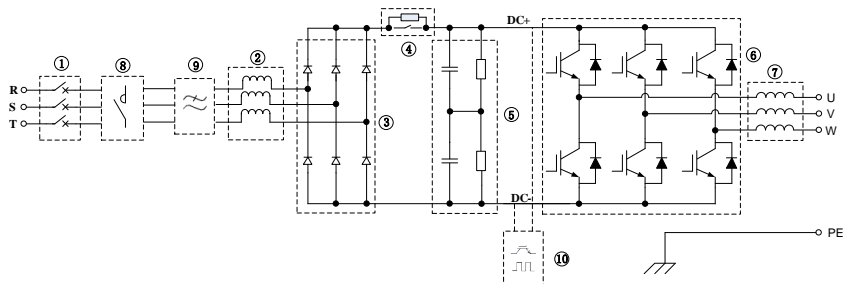 DC+
①
⑧
⑨
②
④
⑥
⑦
R
S
T
③
⑤
U
V
W
DC-
PE
⑩